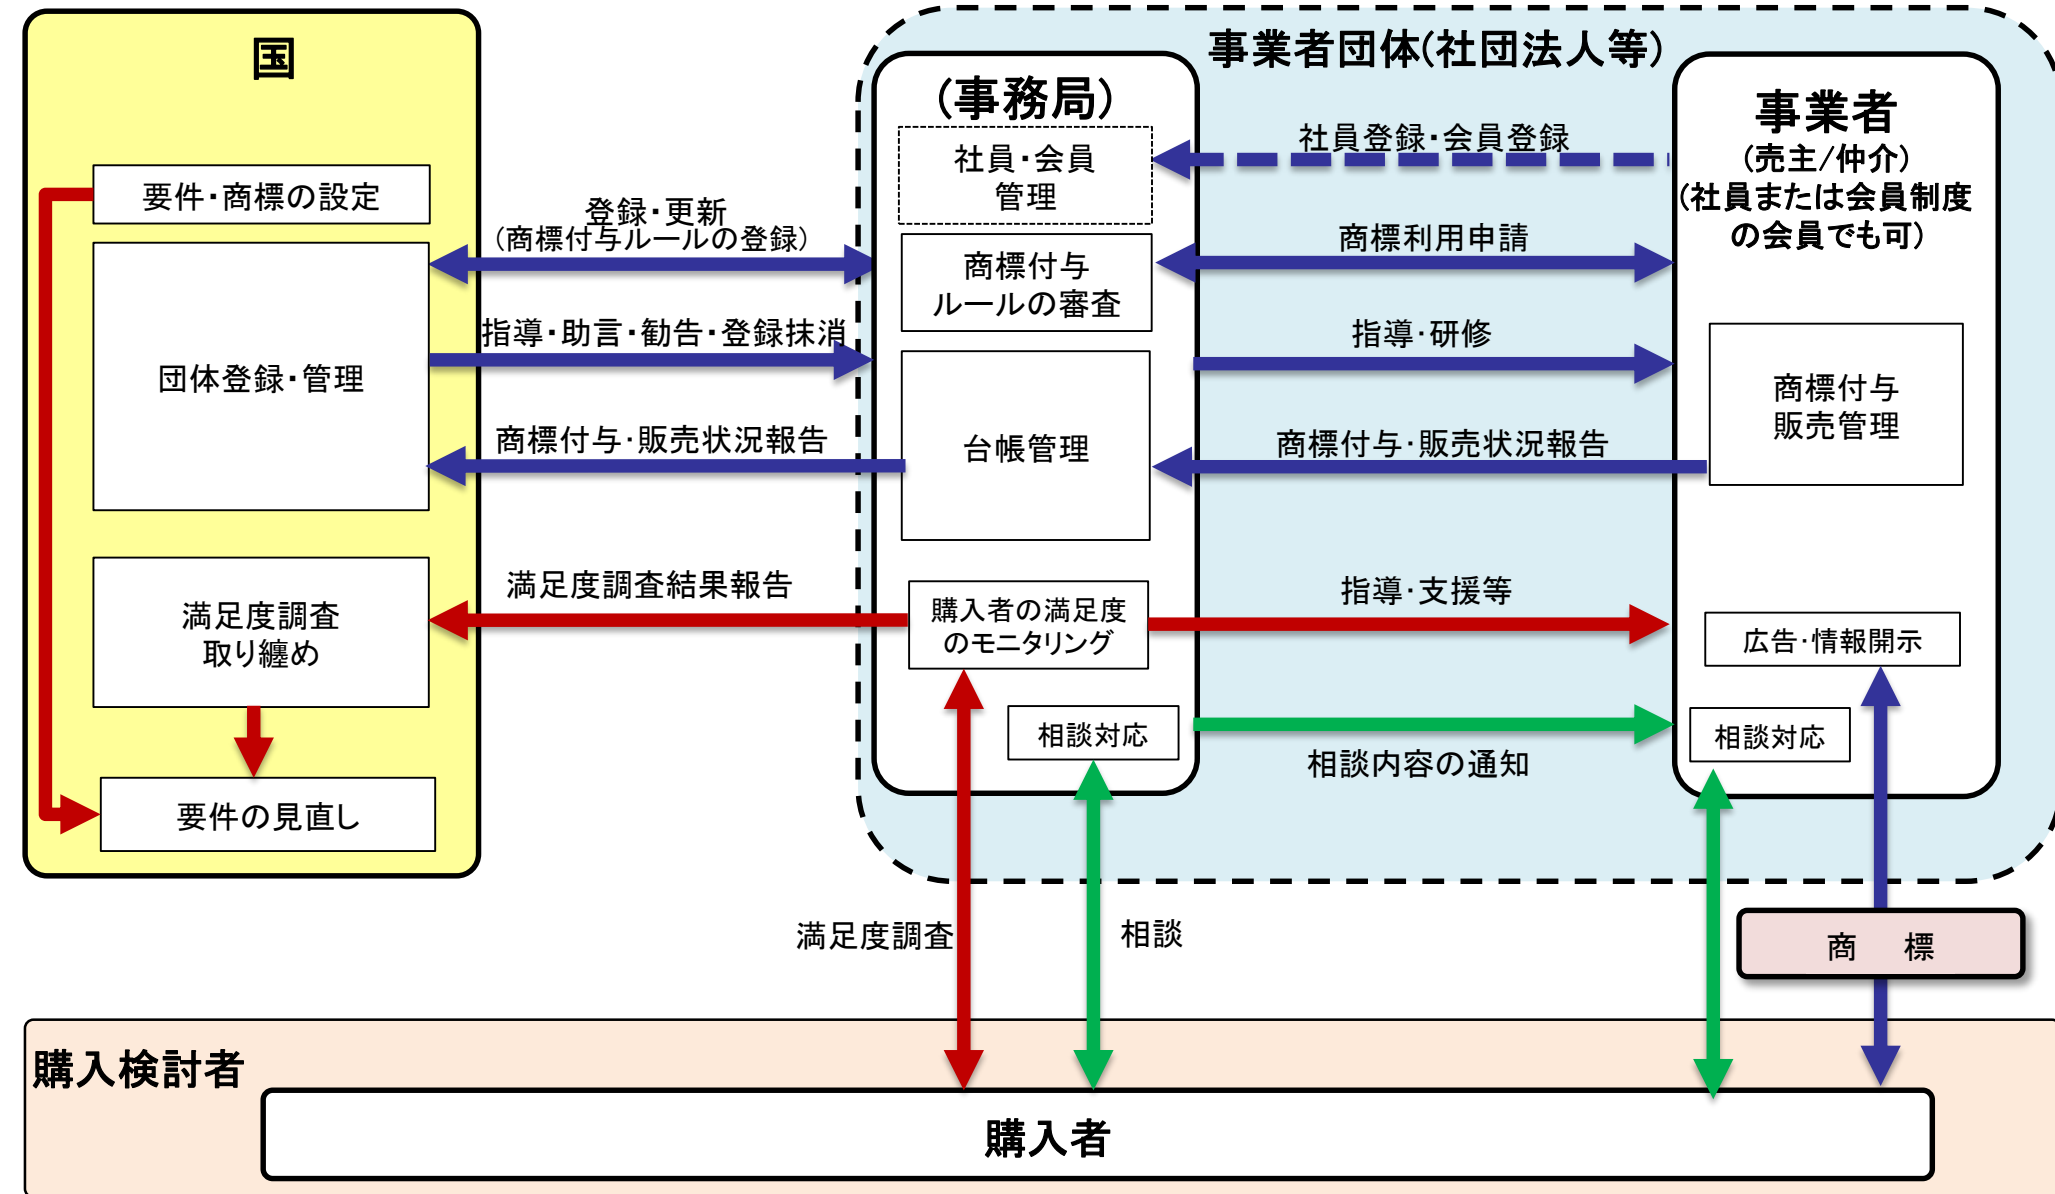 国
要件・商標の設定
団体登録・管理
満足度調査
取り纏め
要件の見直し
登録・更新
(商標付与ルールの登録)
指導・助言・勧告・登録抹消
商標付与・販売状況報告
満足度調査結果報告
事業者団体(社団法人等)
(事務局)
社員・会員
管理
商標付与
ルールの審査
台帳管理
購入者の満足度
のモニタリング
相談対応
社員登録・会員登録
商標利用申請
指導・研修
商標付与・販売状況報告
指導・支援等
相談内容の通知
事業者
(売主/仲介)
(社員または会員制度
の会員でも可)
商標付与
販売管理
広告・情報開示
相談対応
満足度調査
相談
商 標
購入検討者
購入者